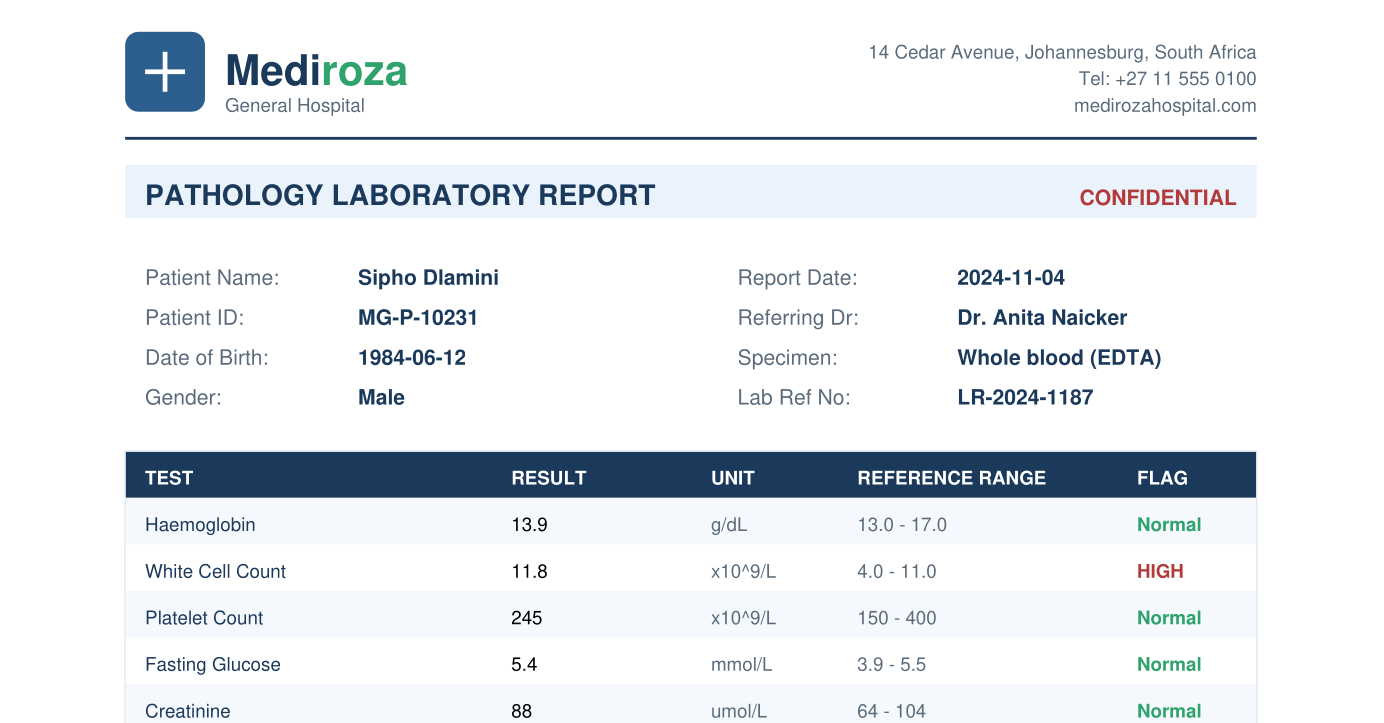 Mediroza
General Hospital
14 Cedar Avenue, Johannesburg, South Africa
Tel: +27 11 555 0100
medirozahospital.com
PATHOLOGY LABORATORY REPORT CONFIDENTIAL
Patient Name: Sipho Dlamini Report Date: 2024-11-04
Patient ID: MG-P-10231 Referring Dr: Dr. Anita Naicker
Date of Birth: 1984-06-12 Specimen: Whole blood (EDTA)
Gender: Male Lab Ref No: LR-2024-1187
TEST RESULT UNIT REFERENCE RANGE FLAG
Haemoglobin 13.9 g/dL 13.0 - 17.0 Normal
White Cell Count 11.8 x10^9/L 4.0 - 11.0 HIGH
Platelet Count 245 x10^9/L 150 - 400 Normal
Fasting Glucose 5.4 mmol/L 3.9 - 5.5 Normal
Creatinine 88 umol/L 64 - 104 Normal